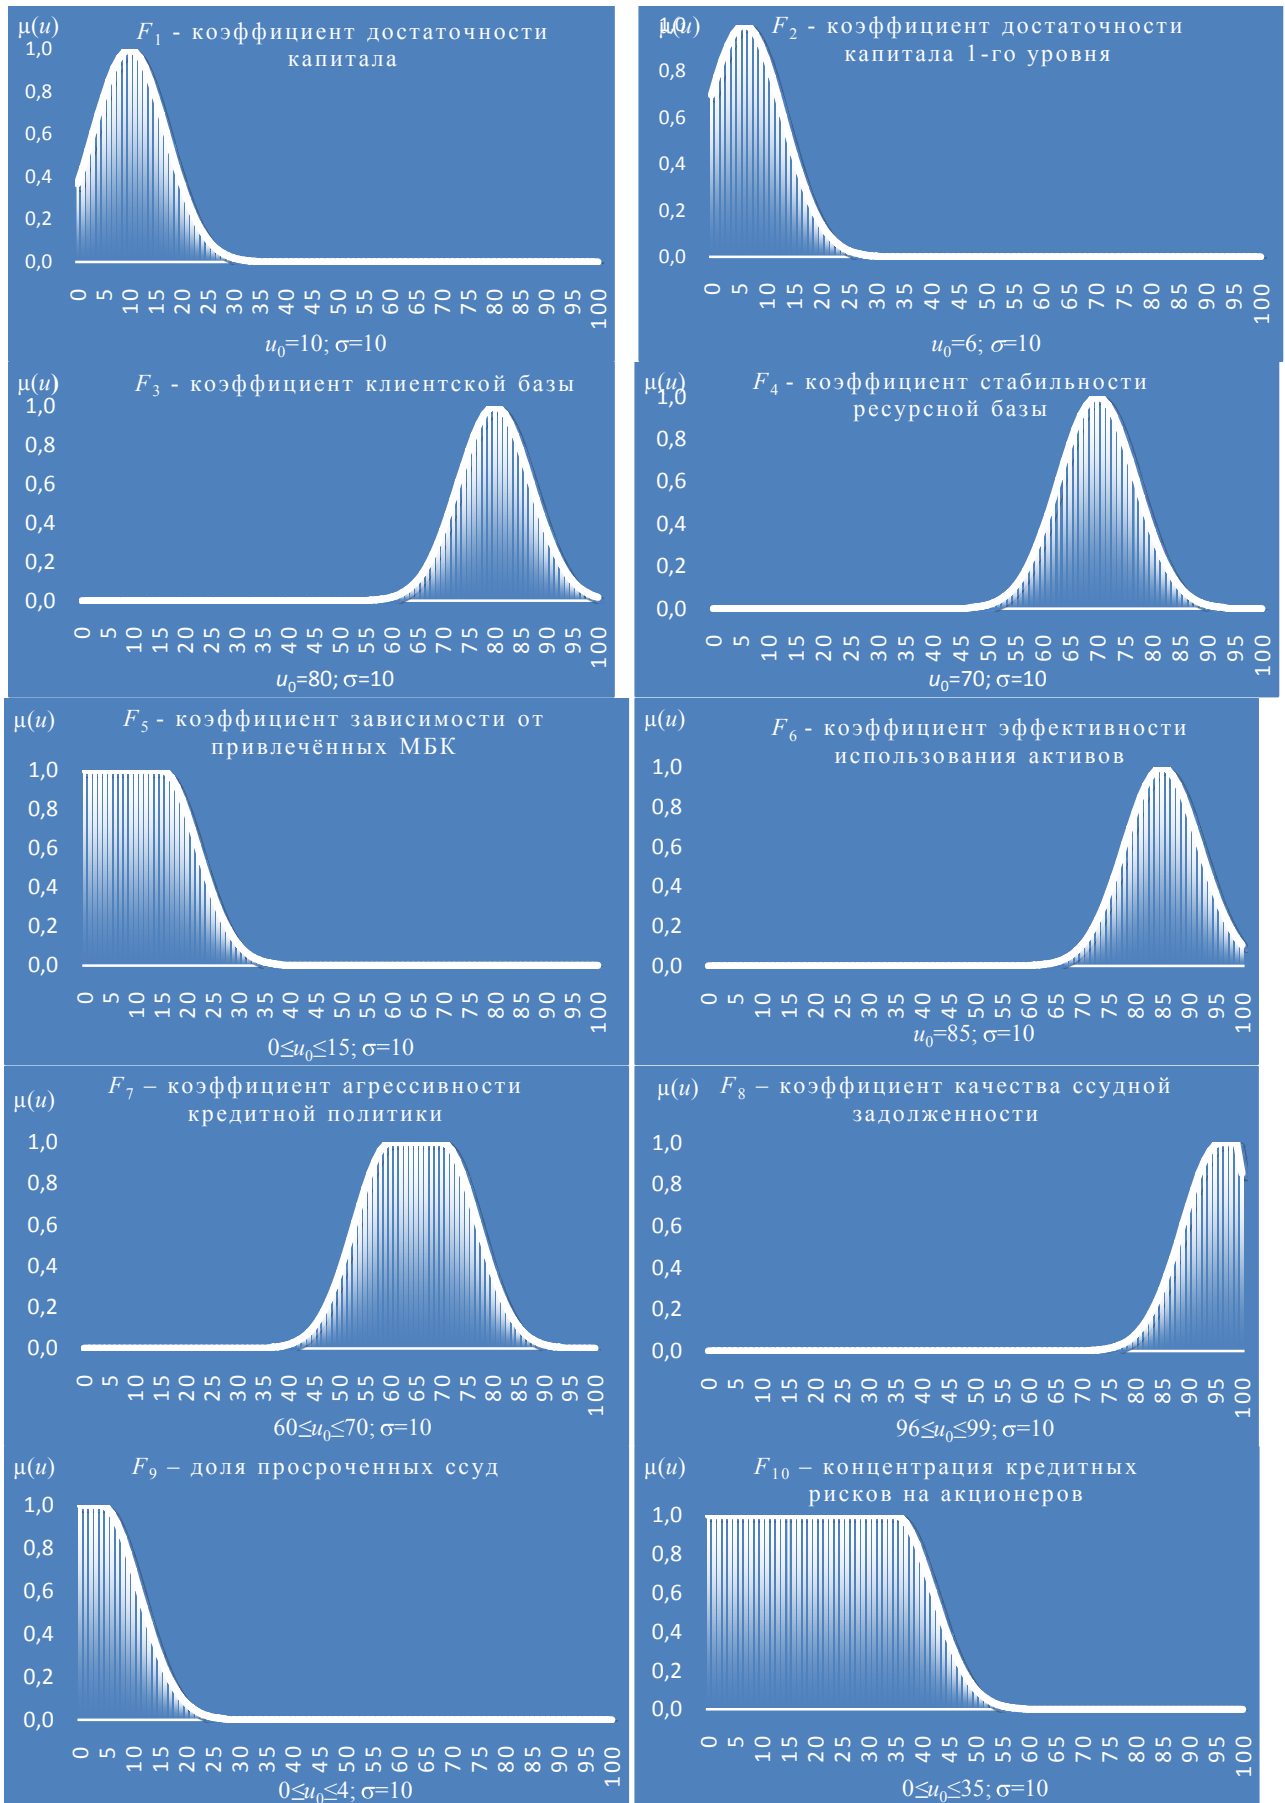 μ(u)
F1 - коэффициент достаточности
капитала
1,0
0,8
0,6
0,4
0,2
0,0
0 5 10 15 20 25 30 35 40 45 50 55 60 65 70 75 80 85 90 95 100
u0=10; σ=10
μ(u)
F2 - коэффициент достаточности
капитала 1-го уровня
1,0
0,8
0,6
0,4
0,2
0,0
0 5 10 15 20 25 30 35 40 45 50 55 60 65 70 75 80 85 90 95 100
u0=6; σ=10
μ(u)
F3 - коэффициент клиентской базы
1,0
0,8
0,6
0,4
0,2
0,0
0 5 10 15 20 25 30 35 40 45 50 55 60 65 70 75 80 85 90 95 100
u0=80; σ=10
μ(u)
F4 - коэффициент стабильности
ресурсной базы
1,0
0,8
0,6
0,4
0,2
0,0
0 5 10 15 20 25 30 35 40 45 50 55 60 65 70 75 80 85 90 95 100
u0=70; σ=10
μ(u)
F5 - коэффициент зависимости от
привлечённых МБК
1,0
0,8
0,6
0,4
0,2
0,0
0 5 10 15 20 25 30 35 40 45 50 55 60 65 70 75 80 85 90 95 100
0≤u0≤15; σ=10
μ(u)
F6 - коэффициент эффективности
использования активов
1,0
0,8
0,6
0,4
0,2
0,0
0 5 10 15 20 25 30 35 40 45 50 55 60 65 70 75 80 85 90 95 100
u0=85; σ=10
μ(u)
F7 – коэффициент агрессивности
кредитной политики
1,0
0,8
0,6
0,4
0,2
0,0
0 5 10 15 20 25 30 35 40 45 50 55 60 65 70 75 80 85 90 95 100
60≤u0≤70; σ=10
μ(u)
F8 – коэффициент качества ссудной
задолженности
1,0
0,8
0,6
0,4
0,2
0,0
0 5 10 15 20 25 30 35 40 45 50 55 60 65 70 75 80 85 90 95 100
96≤u0≤99; σ=10
μ(u)
F9 – доля просроченных ссуд
1,0
0,8
0,6
0,4
0,2
0,0
0 5 10 15 20 25 30 35 40 45 50 55 60 65 70 75 80 85 90 95 100
0≤u0≤4; σ=10
μ(u)
F10 – концентрация кредитных
рисков на акционеров
1,0
0,8
0,6
0,4
0,2
0,0
0 5 10 15 20 25 30 35 40 45 50 55 60 65 70 75 80 85 90 95 100
0≤u0≤35; σ=10